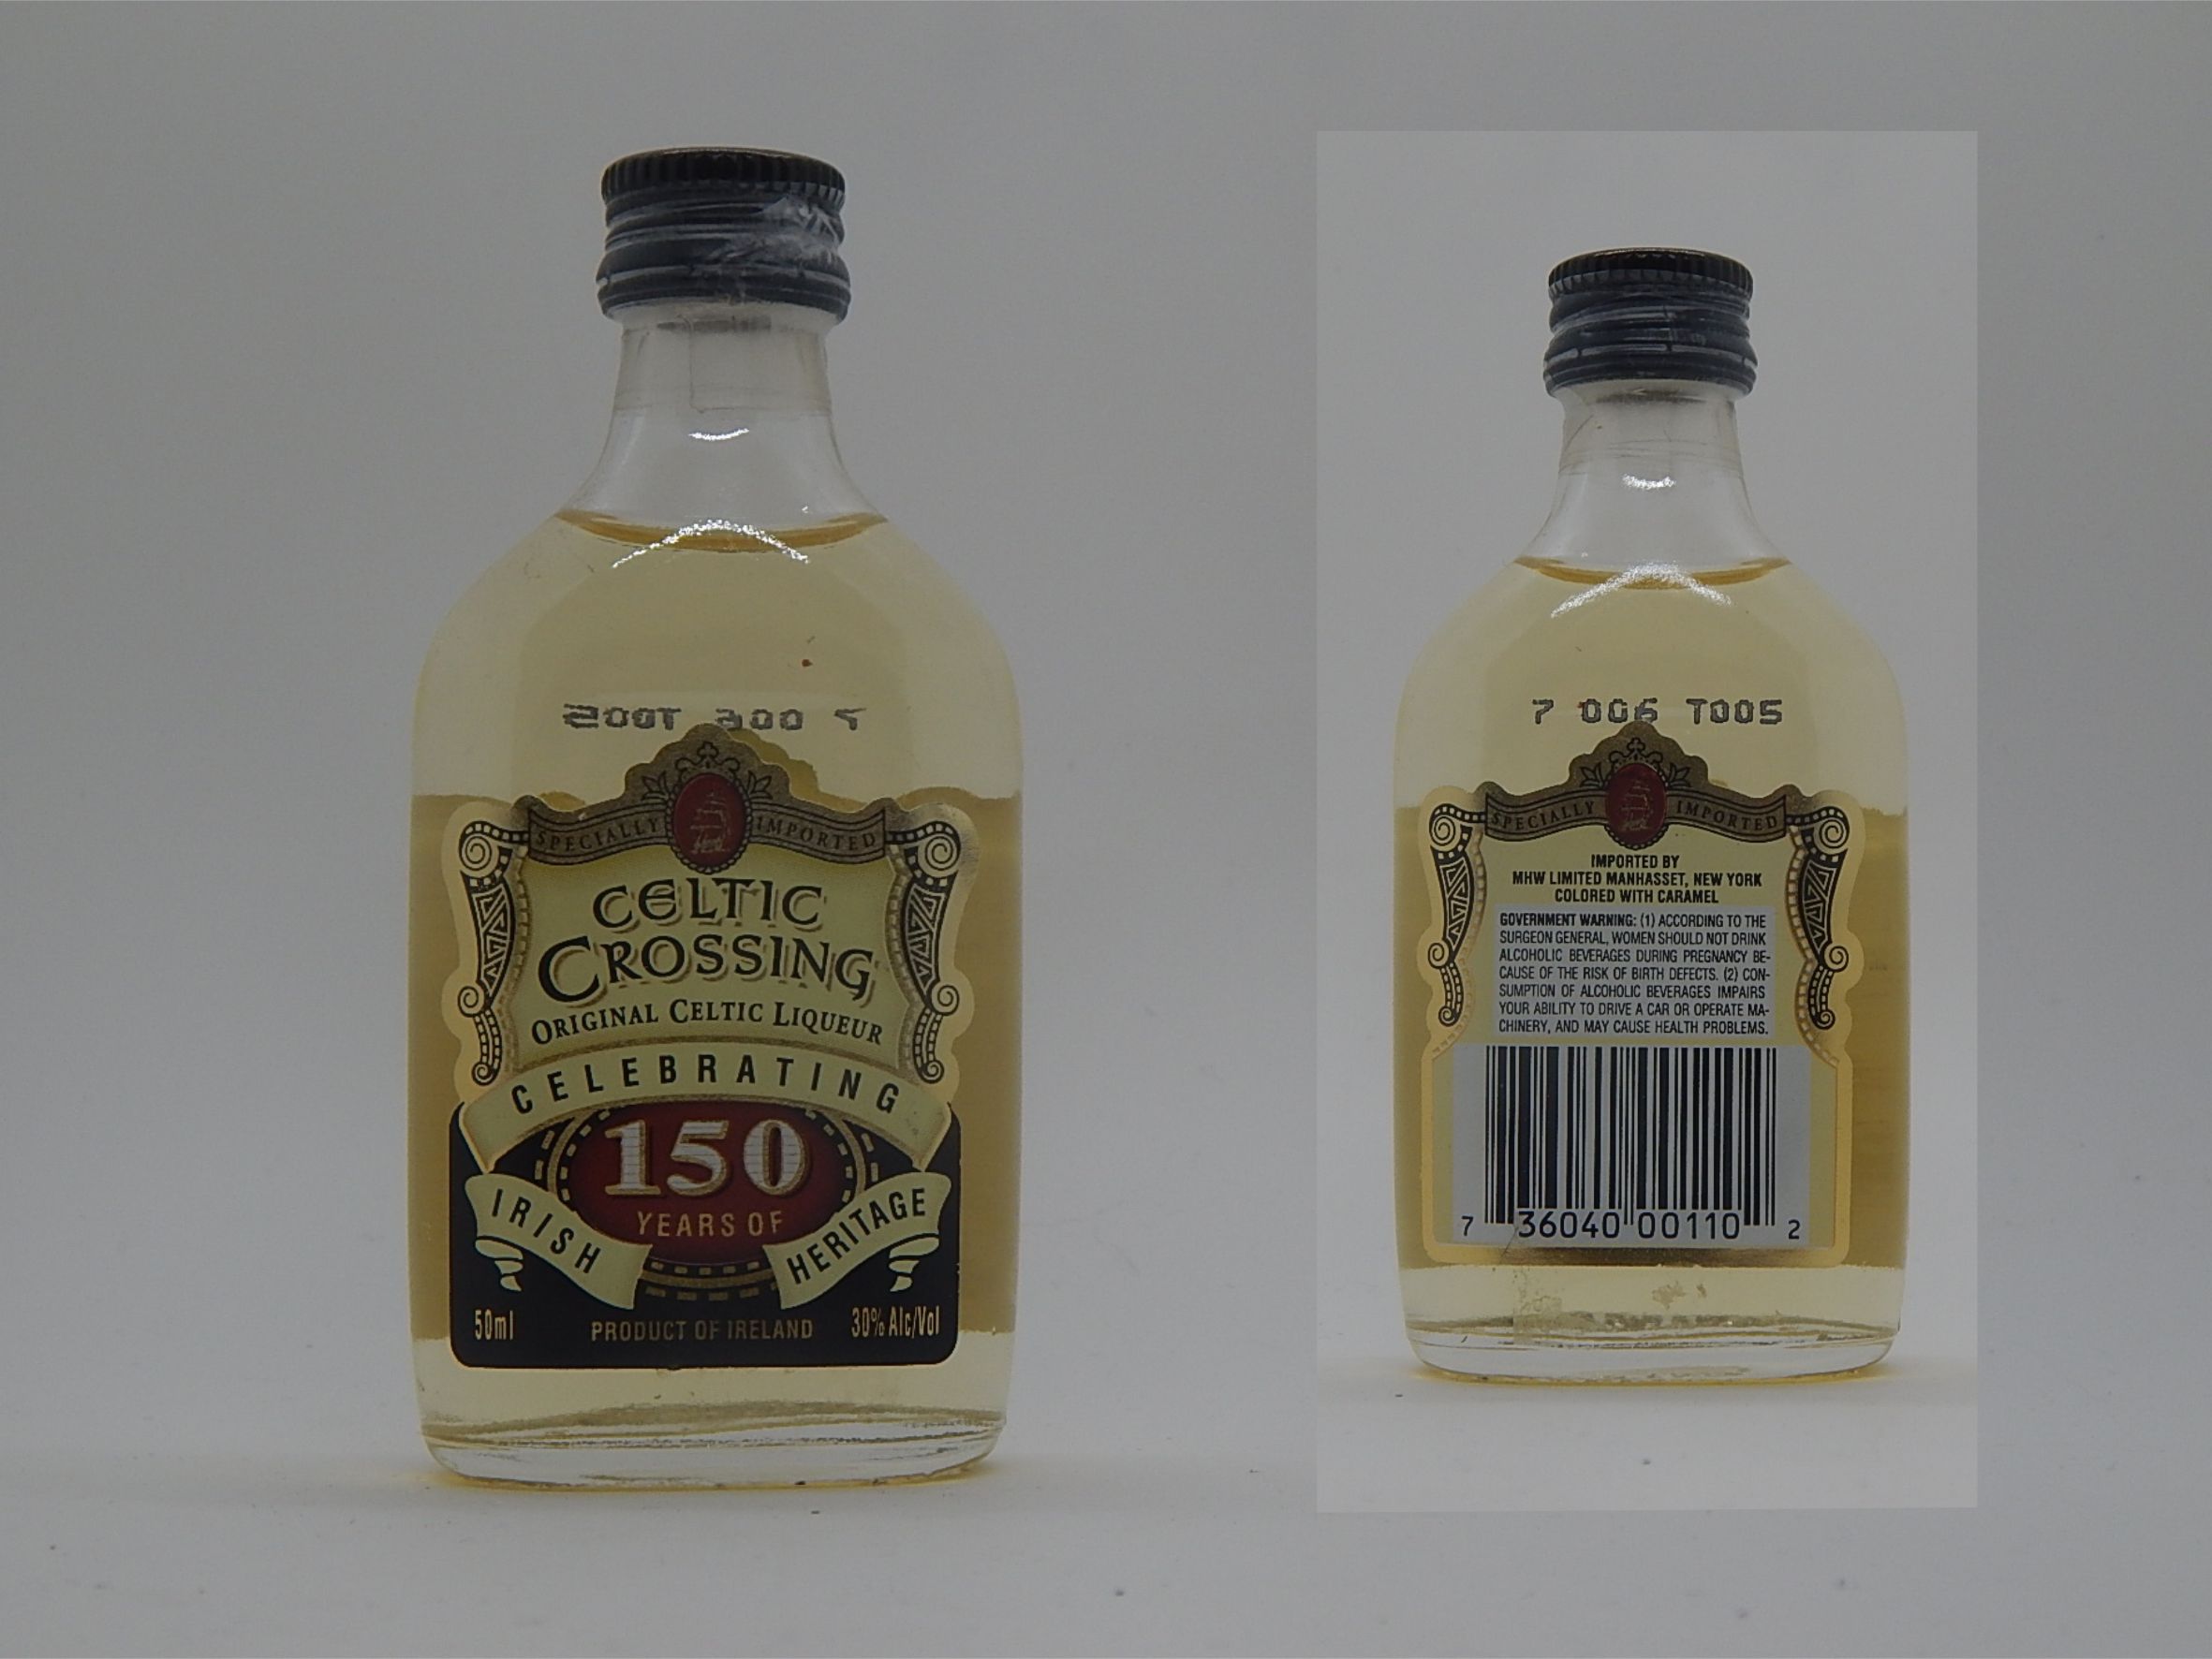 7 006 T005
SPECIALLY IMPORTED
CELTIC
CROSSING
ORIGINAL CELTIC LIQUEUR
CELEBRATING
150
YEARS OF
IRISH HERITAGE
50ml PRODUCT OF IRELAND 30% Alc/Vol
7 006 T005
SPECIALLY IMPORTED
IMPORTED BY
MHW LIMITED MANHASSET, NEW YORK
COLORED WITH CARAMEL
GOVERNMENT WARNING: (1) ACCORDING TO THE
SURGEON GENERAL, WOMEN SHOULD NOT DRINK
ALCOHOLIC BEVERAGES DURING PREGNANCY BE-
CAUSE OF THE RISK OF BIRTH DEFECTS. (2) CON-
SUMPTION OF ALCOHOLIC BEVERAGES IMPAIRS
YOUR ABILITY TO DRIVE A CAR OR OPERATE MA-
CHINERY, AND MAY CAUSE HEALTH PROBLEMS.
7 36040 00110 2